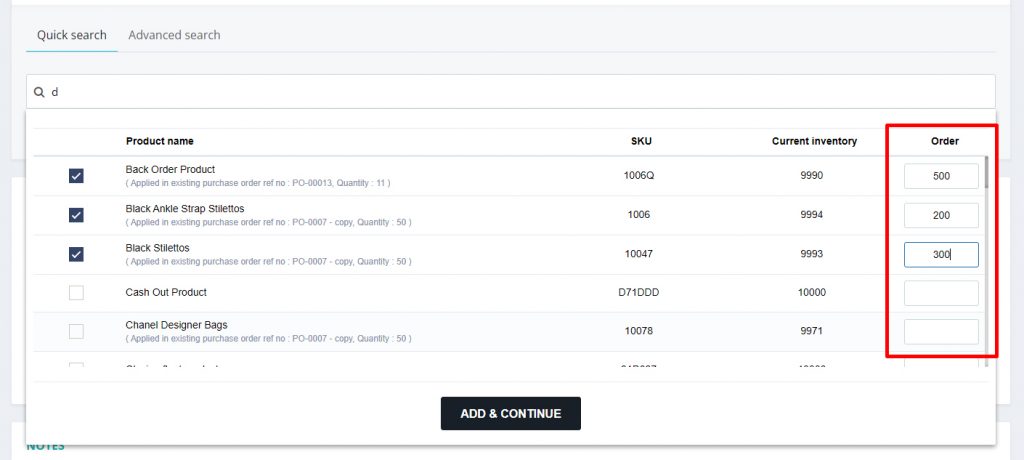 Quick search Advanced search
d
Product name SKU Current inventory Order
Back Order Product
( Applied in existing purchase order ref no : PO-00013, Quantity : 11 )
1006Q 9990 500
Black Ankle Strap Stilettos
( Applied in existing purchase order ref no : PO-0007 - copy, Quantity : 50 )
1006 9994 200
Black Stilettos
( Applied in existing purchase order ref no : PO-0007 - copy, Quantity : 50 )
10047 9993 300
Cash Out Product D71DDD 10000
Chanel Designer Bags
( Applied in existing purchase order ref no : PO-0007 - copy, Quantity : 50 )
10078 9971
ADD & CONTINUE
NOTES